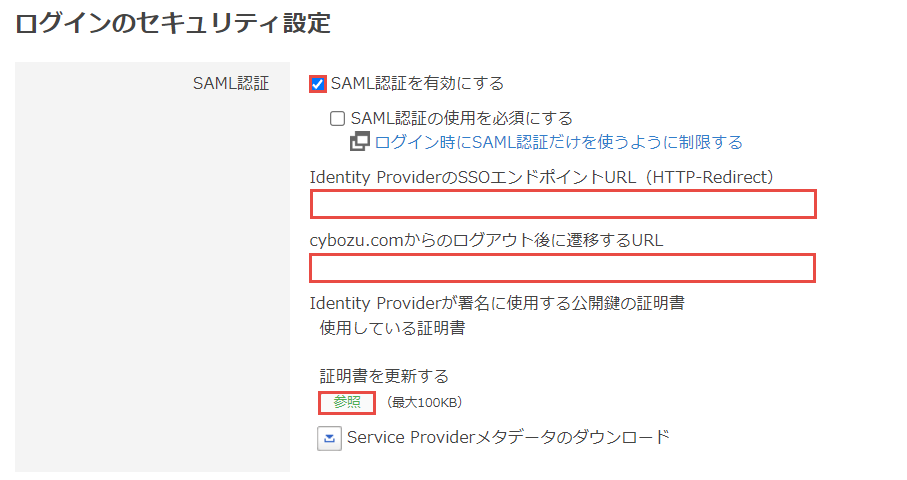 ログインのセキュリティ設定
SAML認証
SAML認証を有効にする
SAML認証の使用を必須にする
ログイン時にSAML認証だけを使うように制限する
Identity ProviderのSSOエンドポイントURL（HTTP-Redirect）
cybozu.comからのログアウト後に遷移するURL
Identity Providerが署名に使用する公開鍵の証明書
使用している証明書
証明書を更新する
参照 （最大100KB）
Service Providerメタデータのダウンロード